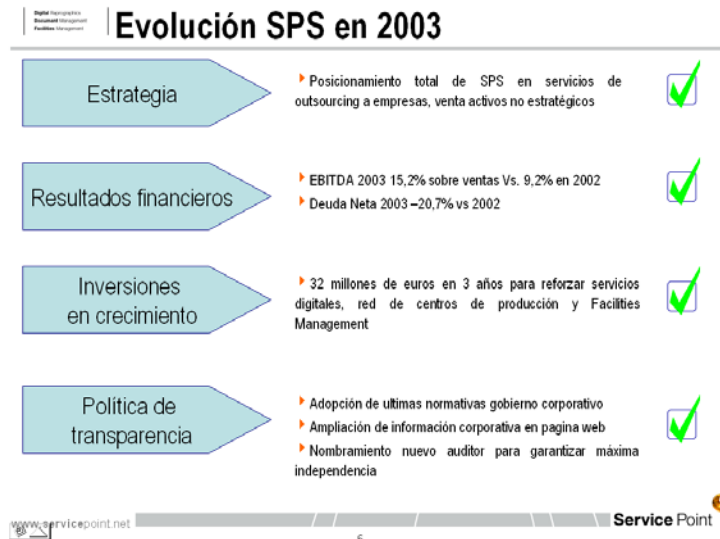 Digital Reprographics
Document Management
Facilities Management
Evolución SPS en 2003
Estrategia
Posicionamiento total de SPS en servicios de
outsourcing a empresas, venta activos no estratégicos
Resultados financieros
EBITDA 2003 15,2% sobre ventas Vs. 9,2% en 2002
Deuda Neta 2003 –20,7% vs 2002
Inversiones
en crecimiento
32 millones de euros en 3 años para reforzar servicios
digitales, red de centros de producción y Facilities
Management
Política de
transparencia
Adopción de ultimas normativas gobierno corporativo
Ampliación de información corporativa en pagina web
Nombramiento nuevo auditor para garantizar máxima
independencia
www.servicepoint.net
Service Point
6